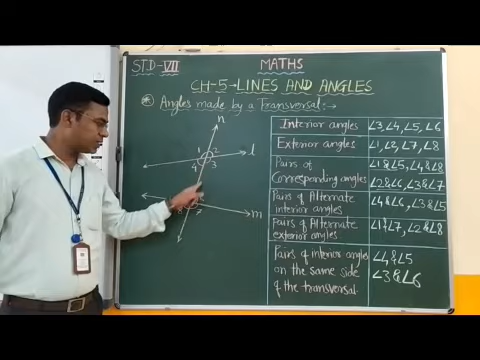 STD-VII
MATHS
CH-5→LINES AND ANGLES
* Angles made by a Transversal:→
n
1 2
l
4 3
m
Interior angles ∠3, ∠4, ∠5, ∠6
Exterior angles ∠1, ∠2, ∠7, ∠8
Pairs of Corresponding angles
∠1&∠5, ∠4&∠8
∠2&∠6, ∠3&∠7
Pairs of Alternate interior angles
∠4&∠6, ∠3&∠5
Pairs of Alternate exterior angles
∠1&∠7, ∠2&∠8
Pairs of interior angles
on the same side
of the transversal.
∠4&∠5
∠3&∠6